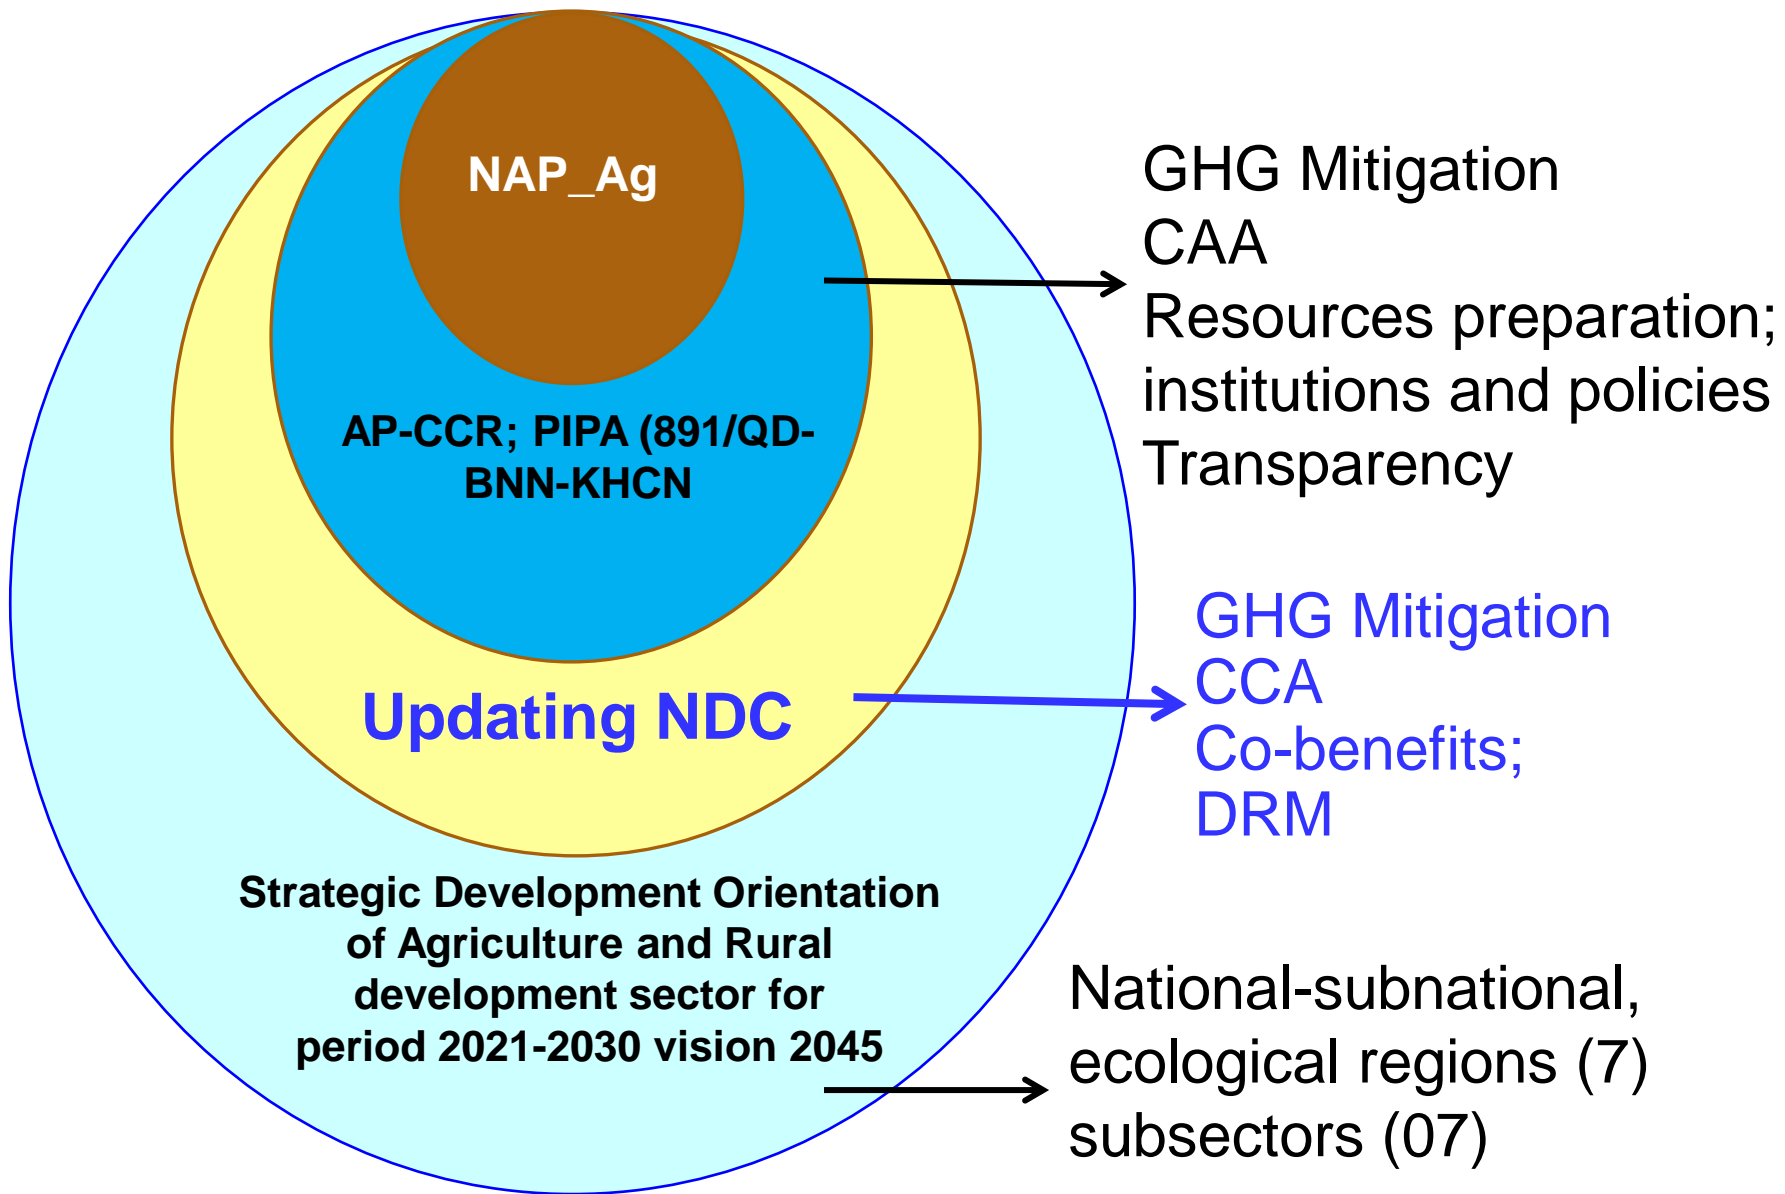 NAP_Ag
AP-CCR; PIPA (891/QD-
BNN-KHCN
Updating NDC
Strategic Development Orientation
of Agriculture and Rural
development sector for
period 2021-2030 vision 2045
GHG Mitigation
CAA
Resources preparation;
institutions and policies
Transparency
GHG Mitigation
CCA
Co-benefits;
DRM
National-subnational,
ecological regions (7)
subsectors (07)